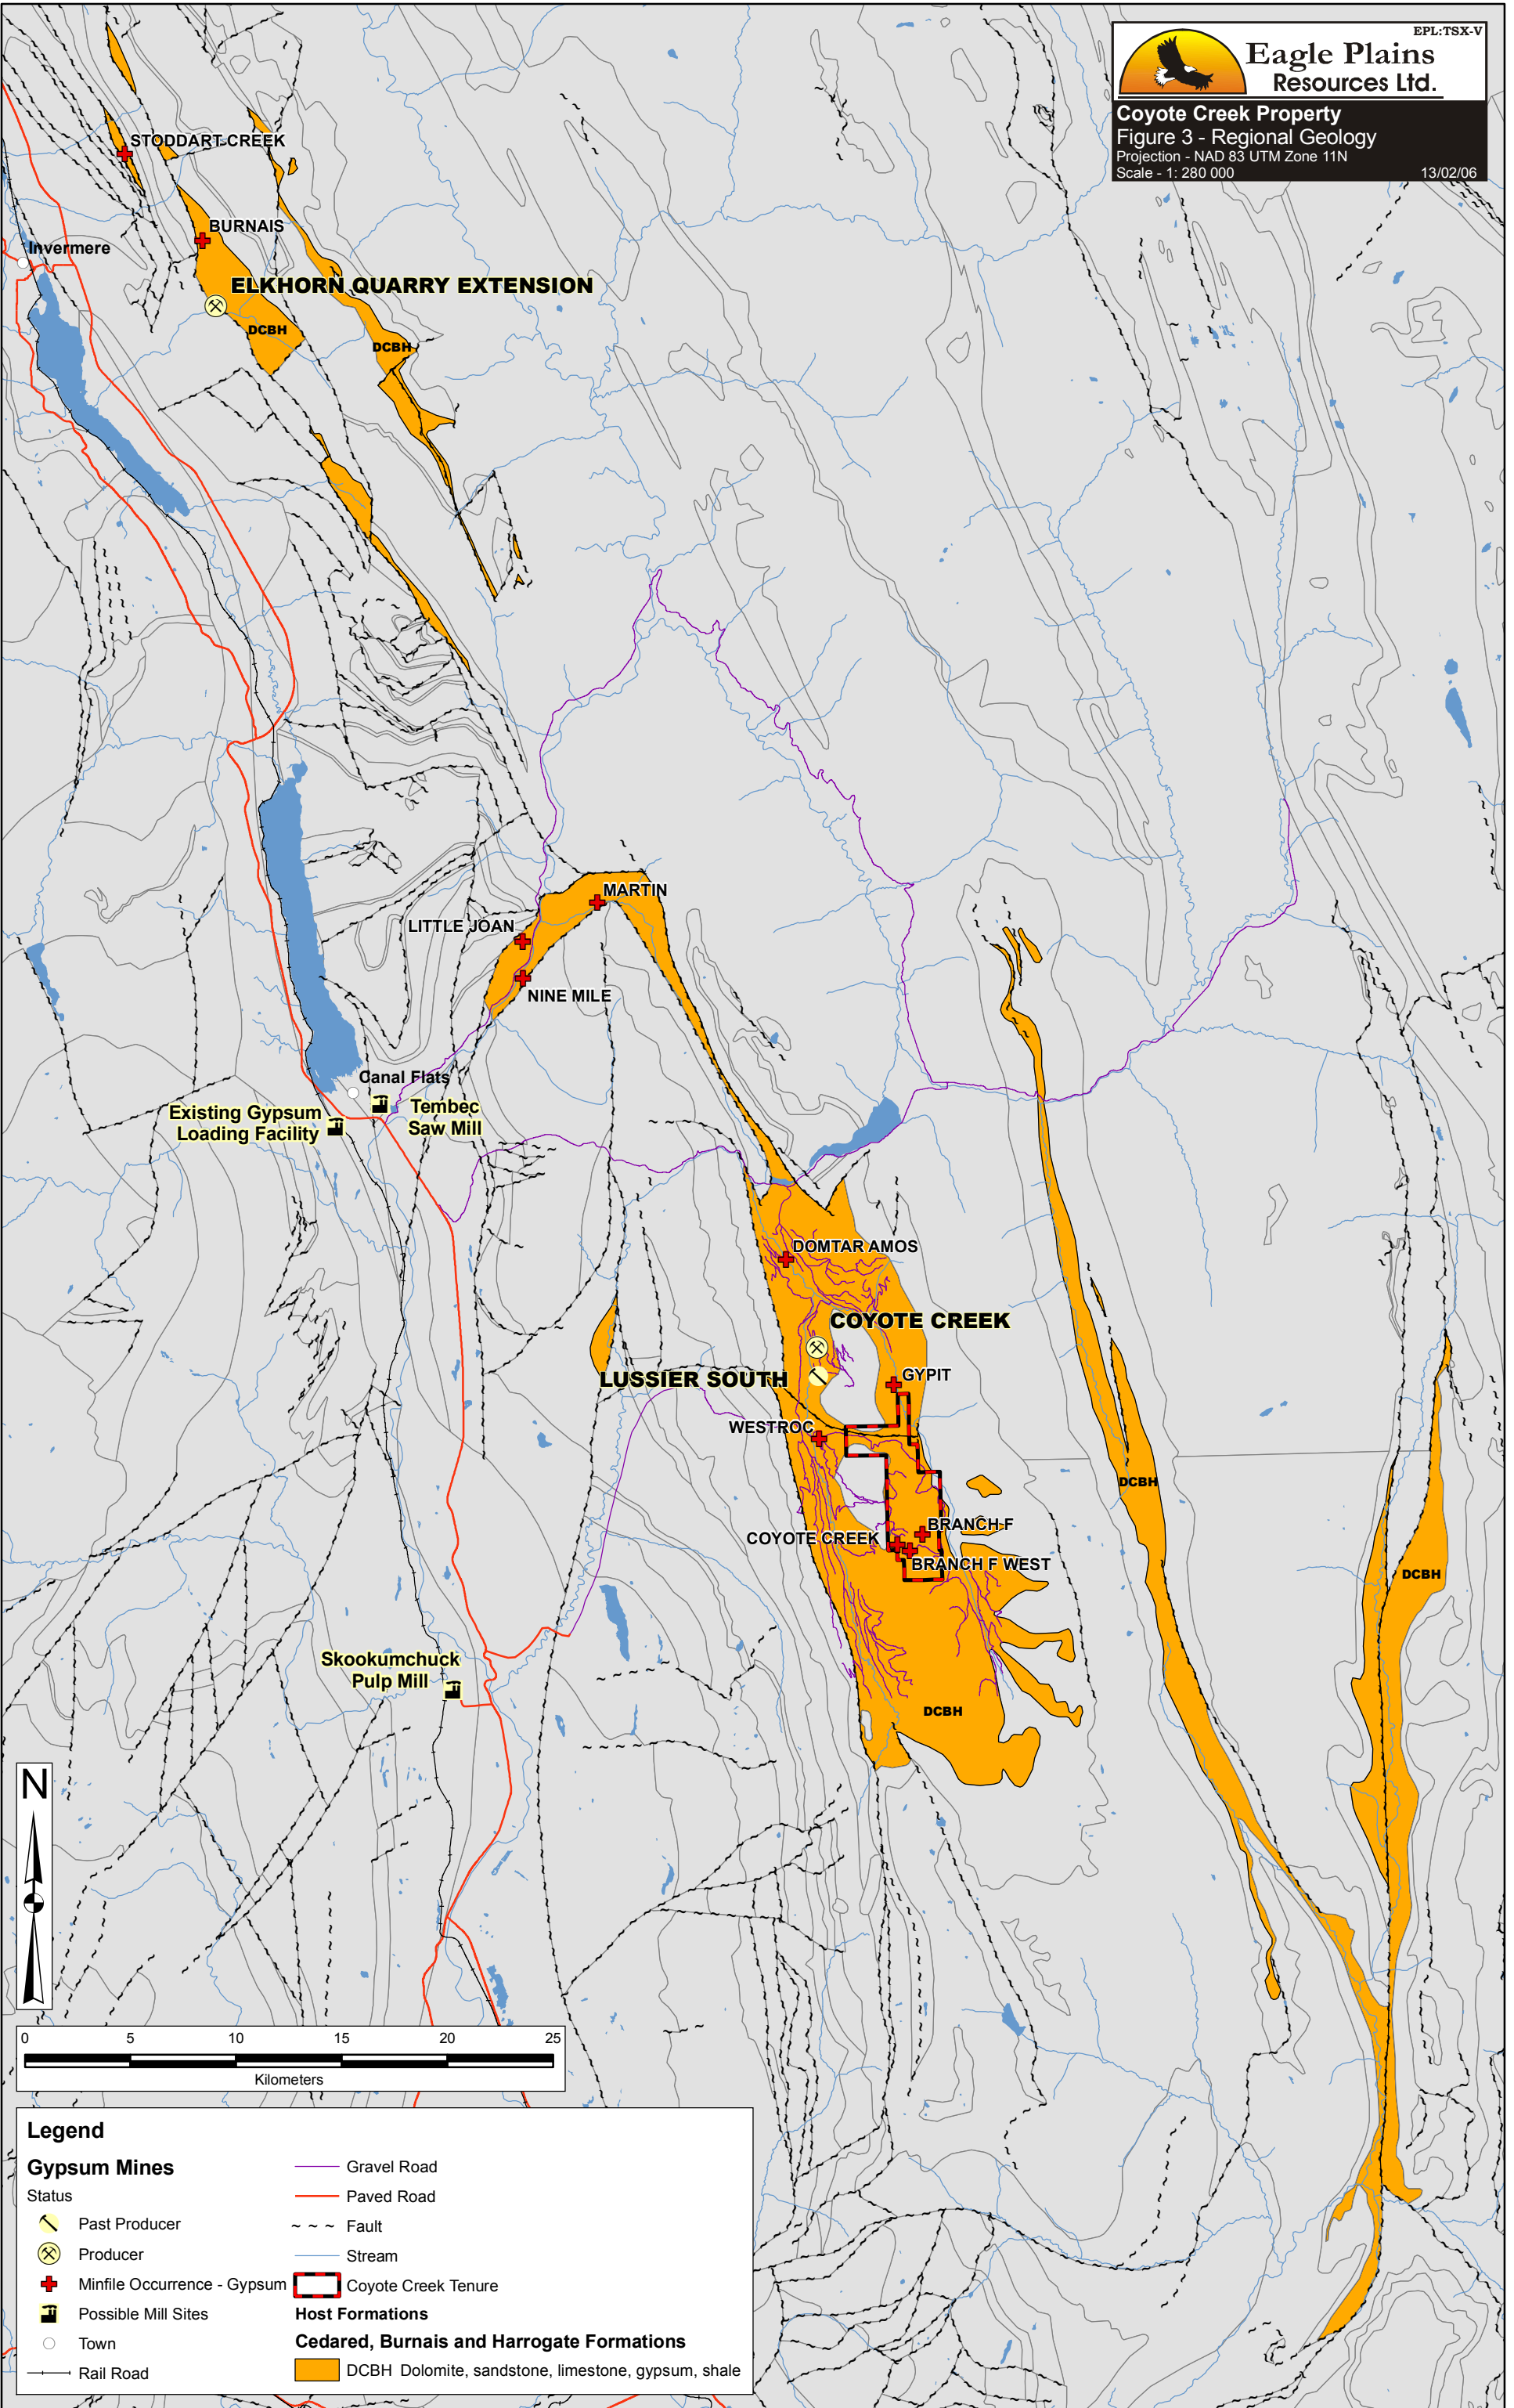 EPL:TSX-V
Eagle Plains
Resources Ltd.
Coyote Creek Property
Figure 3 - Regional Geology
Projection - NAD 83 UTM Zone 11N
Scale - 1: 280 000 13/02/06
STODDART CREEK
BURNAIS
Invermere
ELKHORN QUARRY EXTENSION
DCBH
DCBH
MARTIN
LITTLE JOAN
NINE MILE
Canal Flats
Existing Gypsum
Loading Facility
Tembec
Saw Mill
DOMTAR AMOS
COYOTE CREEK
LUSSIER SOUTH
GYPIT
WESTROC
DCBH
BRANCH F
COYOTE CREEK
BRANCH F WEST
DCBH
Skookumchuck
Pulp Mill
DCBH
N
0 5 10 15 20 25
Kilometers
Legend
Gypsum Mines
Status
Past Producer
Producer
Minfile Occurrence - Gypsum
Possible Mill Sites
Town
Rail Road
Gravel Road
Paved Road
Fault
Stream
Coyote Creek Tenure
Host Formations
Cedared, Burnais and Harrogate Formations
DCBH Dolomite, sandstone, limestone, gypsum, shale